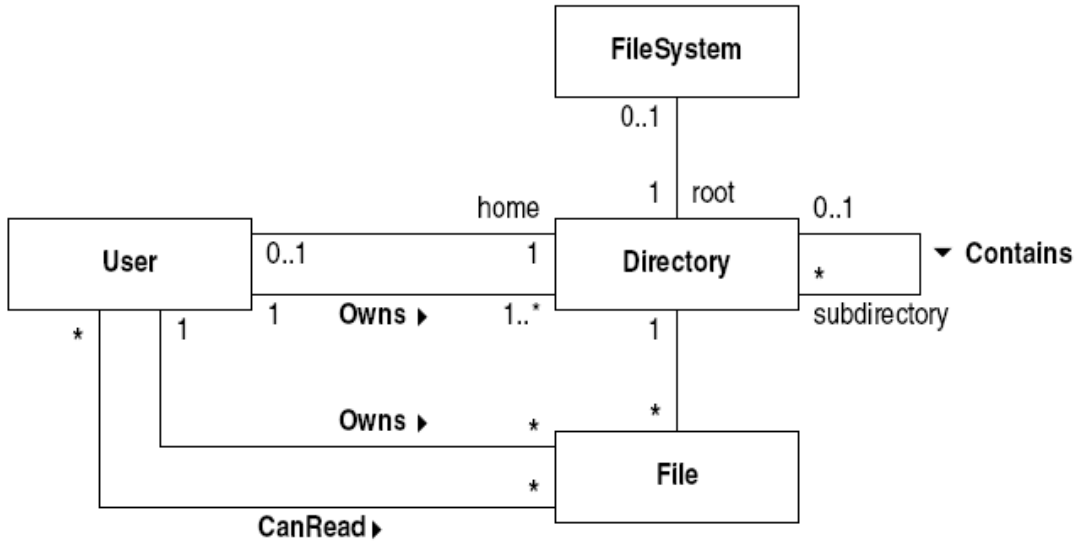 FileSystem
0..1
1 root
home 0..1
User 0..1 1 Directory ▼ Contains
*
1 Owns ▶ 1..* subdirectory
* 1 1
Owns ▶ * *
File
*
CanRead ▶